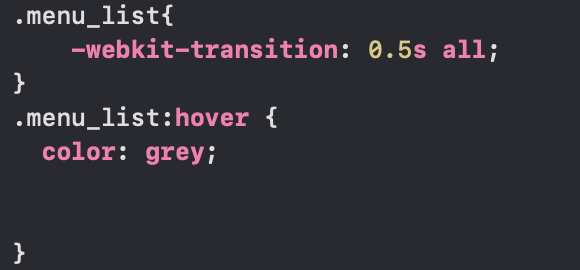 .menu_list{
-webkit-transition: 0.5s all;
}
.menu_list:hover {
color: grey;
}